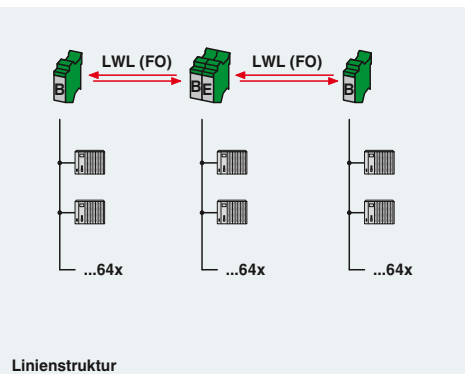 LWL (FO) LWL (FO)
B BE B
...64x ...64x ...64x
Linienstruktur